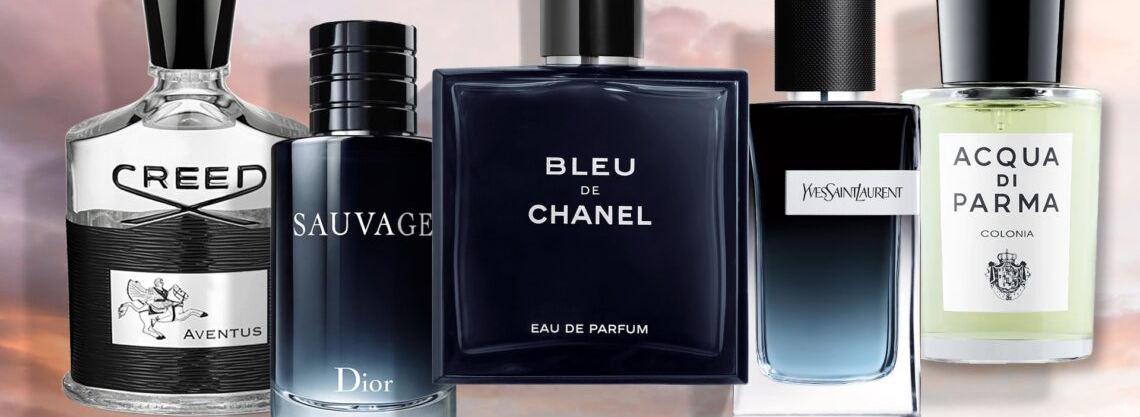 CREED
AVENTUS
SAUVAGE
Dior
BLEU
DE
CHANEL
EAU DE PARFUM
YVESSAINTLAURENT
ACQUA
DI
PARMA
COLONIA